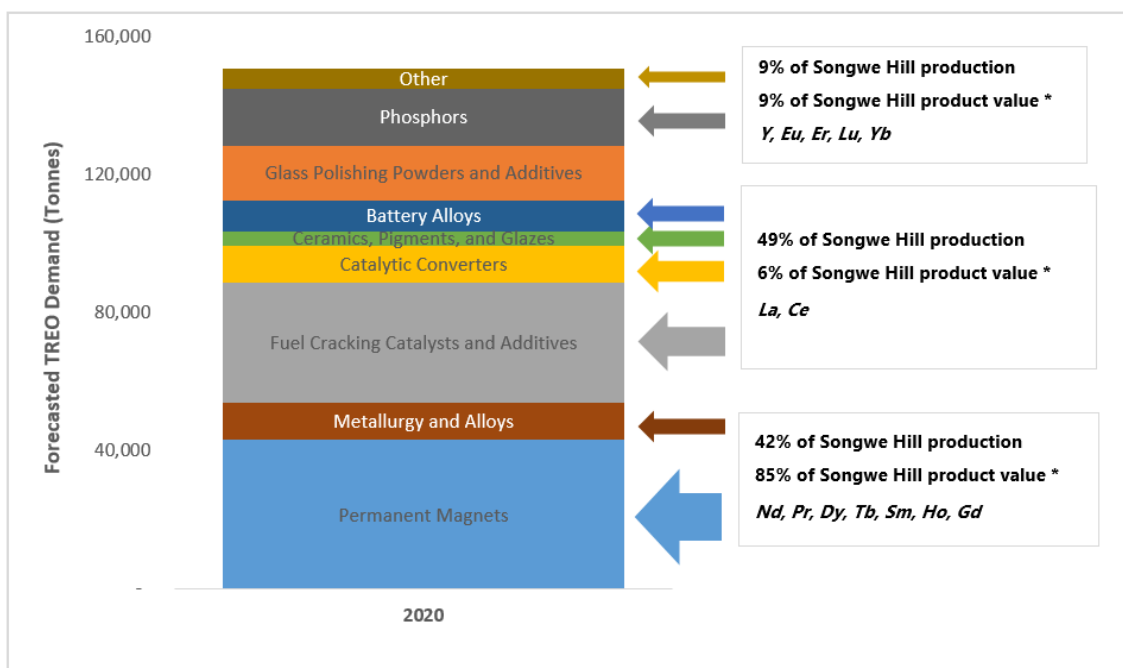 160,000
120,000
80,000
40,000
-
Forecasted TREO Demand (Tonnes)
Other
Phosphors
Glass Polishing Powders and Additives
Battery Alloys
Ceramics, Pigments, and Glazes
Catalytic Converters
Fuel Cracking Catalysts and Additives
Metallurgy and Alloys
Permanent Magnets
2020
9% of Songwe Hill production
9% of Songwe Hill product value *
Y, Eu, Er, Lu, Yb
49% of Songwe Hill production
6% of Songwe Hill product value *
La, Ce
42% of Songwe Hill production
85% of Songwe Hill product value *
Nd, Pr, Dy, Tb, Sm, Ho, Gd